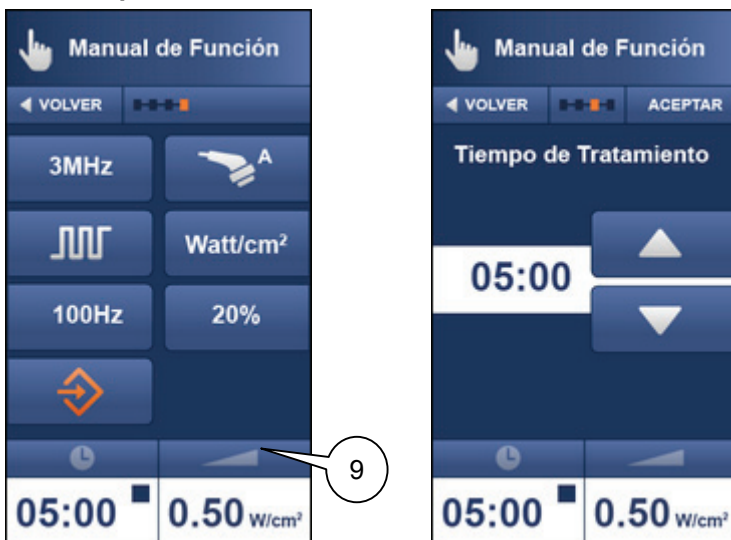 Manual de Función
VOLVER
3MHz
A
Watt/cm²
100Hz
20%
9
05:00
0.50 W/cm²
Manual de Función
VOLVER
ACEPTAR
Tiempo de Tratamiento
05:00
05:00
0.50 W/cm²